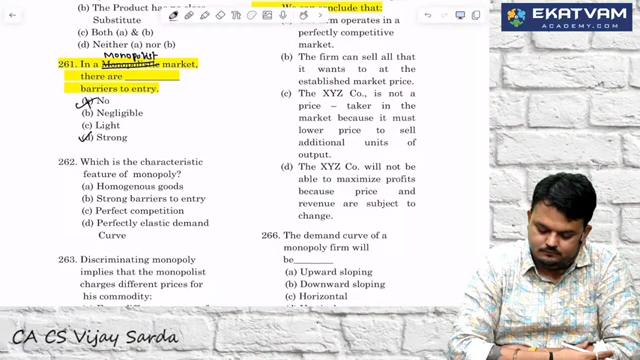 (b) The Product has no close
Substitute
(c) Both (a) & (b)
(d) Neither (a) nor (b)
Monopolist
261. In a Monopolistic market,
there are
barriers to entry.
(a) No
(b) Negligible
(c) Light
(d) Strong
262. Which is the characteristic
feature of monopoly?
(a) Homogenous goods
(b) Strong barriers to entry
(c) Perfect competition
(d) Perfectly elastic demand
Curve
263. Discriminating monopoly
implies that the monopolist
charges different prices for
his commodity:
We can conclude that:
firm operates in a
perfectly competitive
market.
(b) The firm can sell all that
it wants to at the
established market price.
(c) The XYZ Co., is not a
price - taker in the
market because it must
lower price to sell
additional units of
output.
(d) The XYZ Co. will not be
able to maximize profits
because price and
revenue are subject to
change.
266. The demand curve of a
monopoly firm will
be________
(a) Upward sloping
(b) Downward sloping
(c) Horizontal
EKATVAM
ACADEMY.COM
CA CS Vijay Sarda